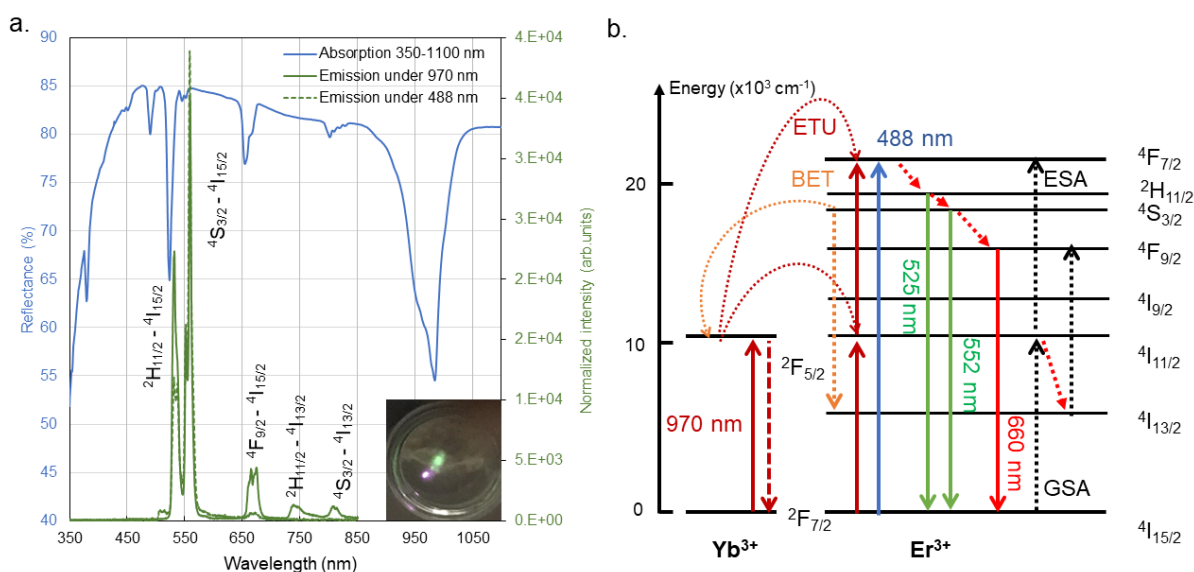 a.
90
85
80
75
70
65
60
55
50
45
40
Reflectance (%)
Absorption 350-1100 nm
Emission under 970 nm
Emission under 488 nm
²H₁₁/₂ - ⁴I₁₅/₂
⁴S₃/₂ - ⁴I₁₅/₂
⁴F₉/₂ - ⁴I₁₅/₂
²H₁₁/₂ - ⁴I₁₃/₂
⁴S₃/₂ - ⁴I₁₃/₂
350 450 550 650 750 850 950 1050
Wavelength (nm)
4.E+04
4.E+04
3.E+04
3.E+04
2.E+04
2.E+04
1.E+04
5.E+03
0.E+00
Normalized intensity (arb.units)
b.
Energy (x10³ cm⁻¹)
20
10
0
ETU
488 nm
BET
ESA
525 nm
552 nm
660 nm
970 nm
GSA
²F₅/₂
²F₇/₂
⁴F₇/₂
²H₁₁/₂
⁴S₃/₂
⁴F₉/₂
⁴I₉/₂
⁴I₁₁/₂
⁴I₁₃/₂
⁴I₁₅/₂
Yb³⁺
Er³⁺